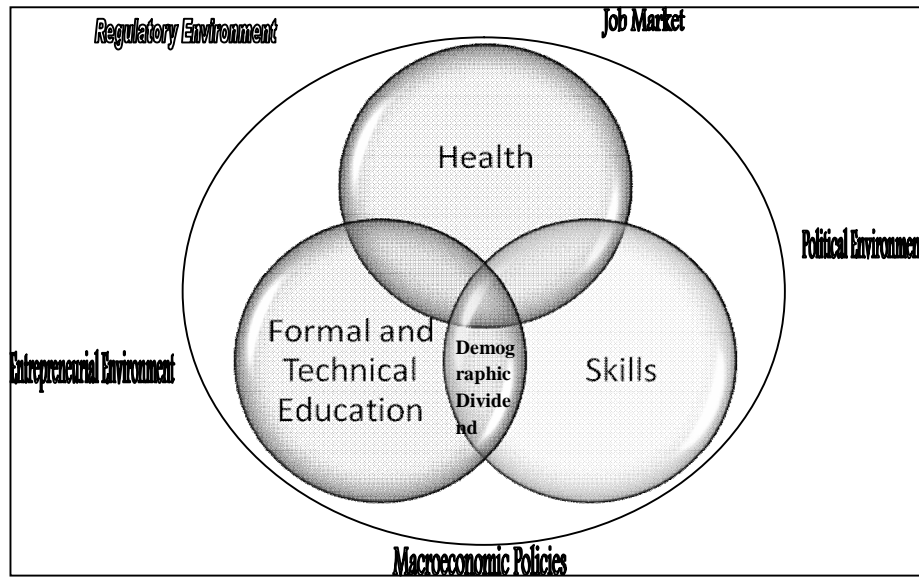 Regulatory Environment
Job Market
Health
Political Environment
Formal and
Technical
Education
Demog
raphic
Divide
nd
Skills
Entrepreneurial Environment
Macroeconomic Policies